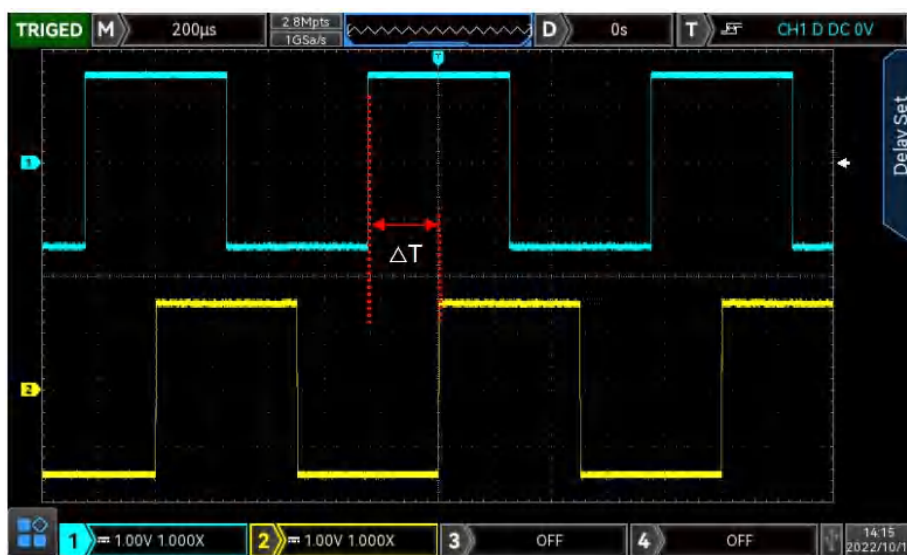 TRIGED M 200μs 2.8Mpts D 0s T CH1 D DC 0V
1GSa/s
T
Delay Set
1
△T
2
1 1.00V 1.000X 2 1.00V 1.000X 3 OFF 4 OFF 14:15
2022/10/1